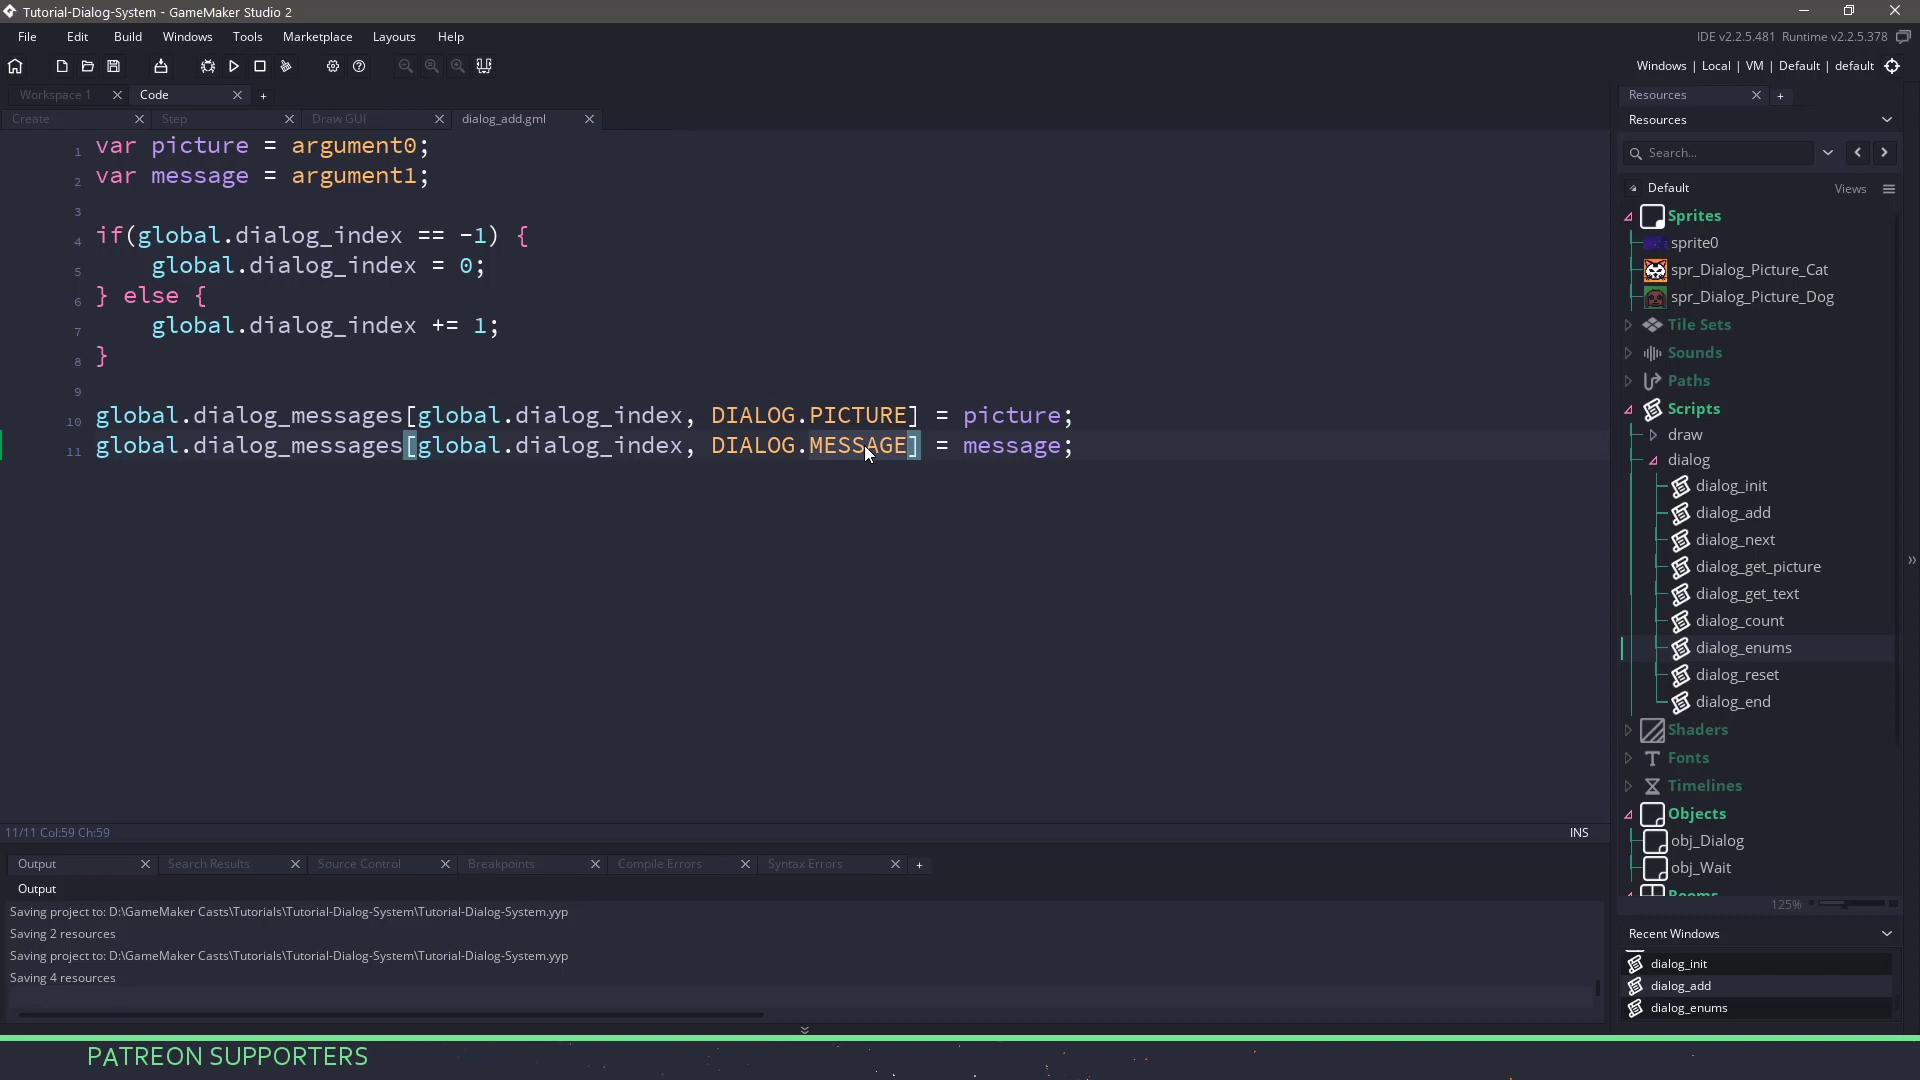 Tutorial-Dialog-System - GameMaker Studio 2
File Edit Build Windows Tools Marketplace Layouts Help
IDE v2.2.5.481 Runtime v2.2.5.378
Windows | Local | VM | Default | default
Workspace 1
Code
Create
Step
Draw GUI
dialog_add.gml
1 var picture = argument0;
2 var message = argument1;
3
4 if(global.dialog_index == -1) {
5 global.dialog_index = 0;
6 } else {
7 global.dialog_index += 1;
8 }
9
10 global.dialog_messages[global.dialog_index, DIALOG.PICTURE] = picture;
11 global.dialog_messages[global.dialog_index, DIALOG.MESSAGE] = message;
11/11 Col:59 Ch:59
INS
Output
Search Results
Source Control
Breakpoints
Compile Errors
Syntax Errors
Output
Saving project to: D:\GameMaker Casts\Tutorials\Tutorial-Dialog-System\Tutorial-Dialog-System.yyp
Saving 2 resources
Saving project to: D:\GameMaker Casts\Tutorials\Tutorial-Dialog-System\Tutorial-Dialog-System.yyp
Saving 4 resources
Resources
Resources
Search...
Default
Views
Sprites
sprite0
spr_Dialog_Picture_Cat
spr_Dialog_Picture_Dog
Tile Sets
Sounds
Paths
Scripts
draw
dialog
dialog_init
dialog_add
dialog_next
dialog_get_picture
dialog_get_text
dialog_count
dialog_enums
dialog_reset
dialog_end
Shaders
Fonts
Timelines
Objects
obj_Dialog
obj_Wait
Rooms
125%
Recent Windows
dialog_init
dialog_add
dialog_enums
PATREON SUPPORTERS